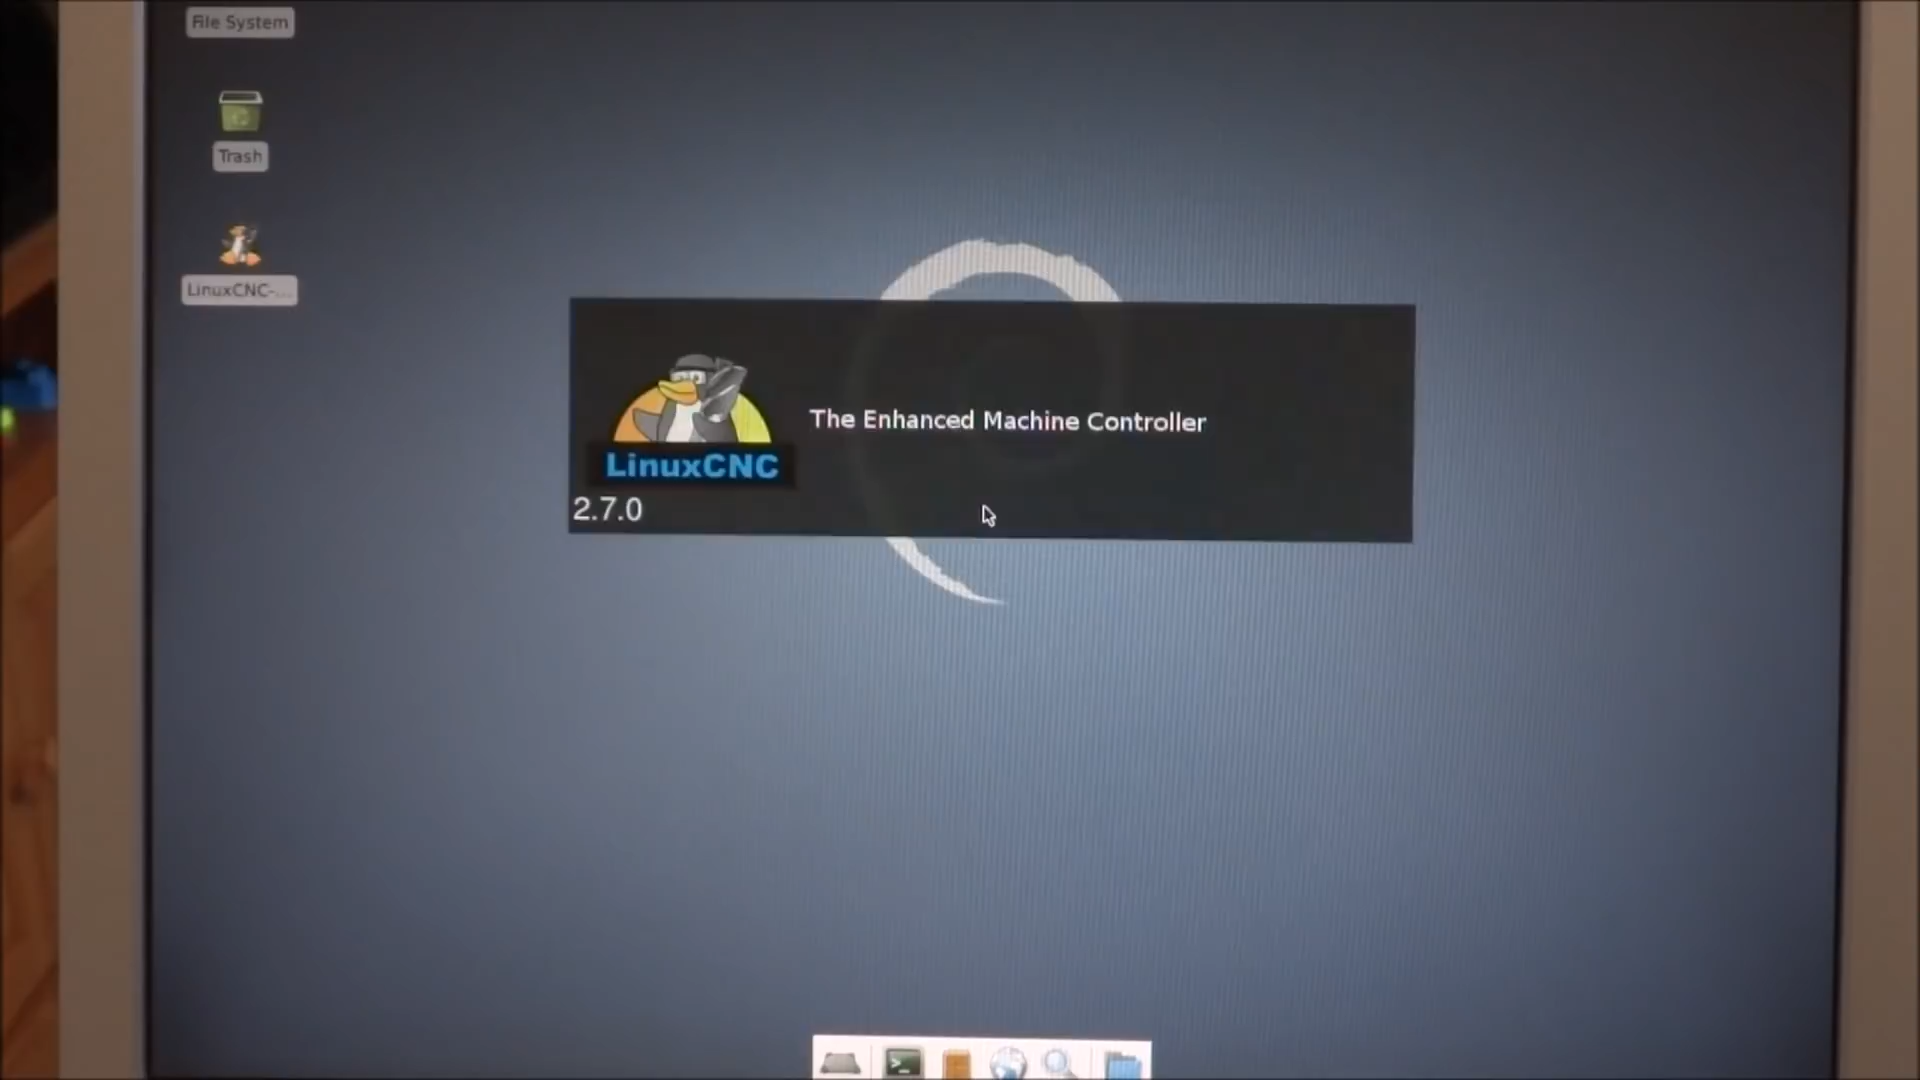 File System
Trash
LinuxCNC-...
The Enhanced Machine Controller
LinuxCNC
2.7.0